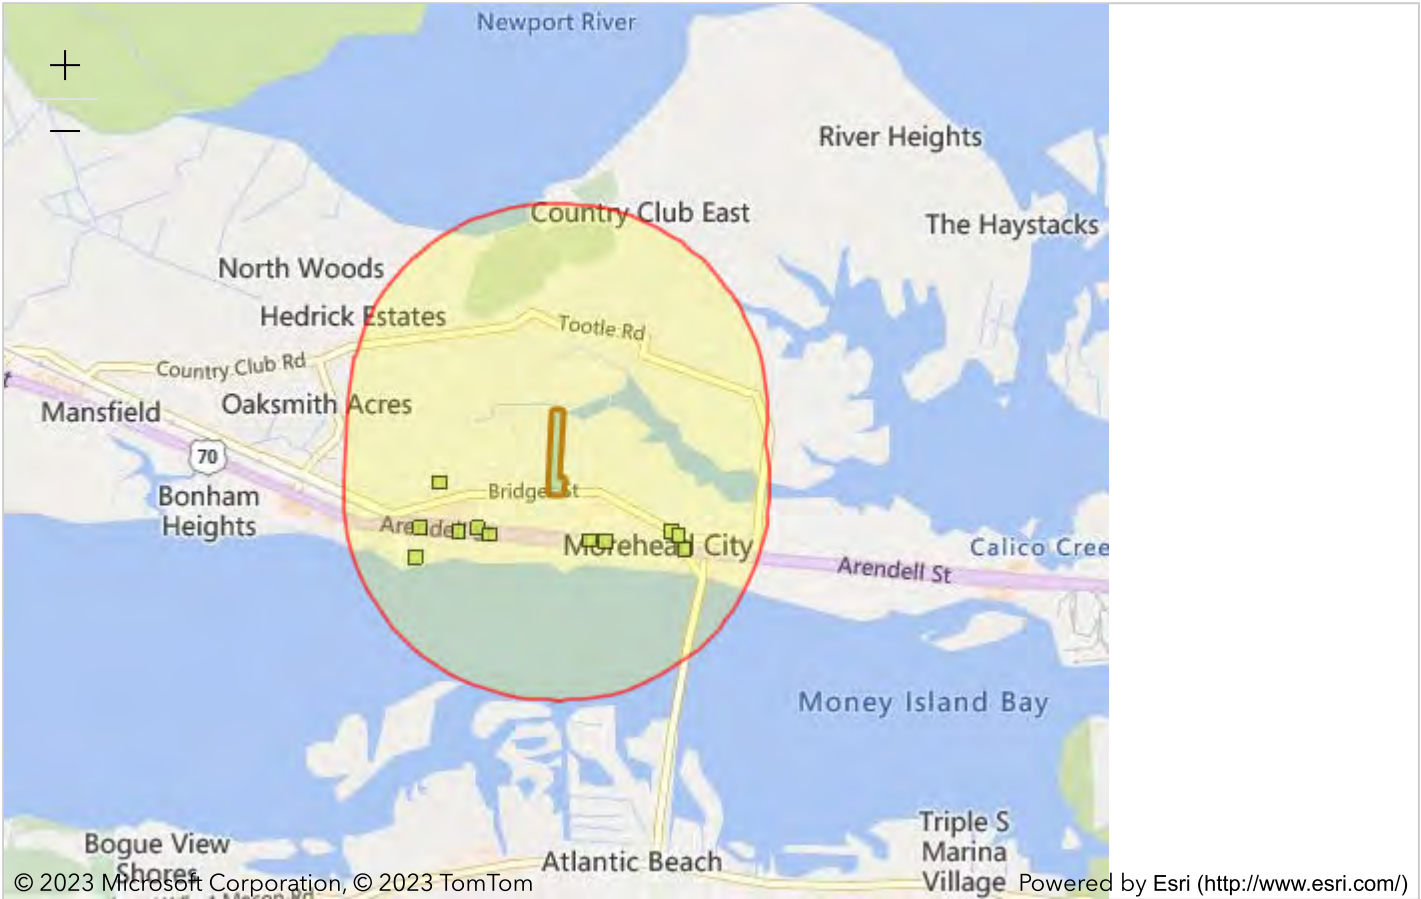 Newport River
+
River Heights
Country Club East
The Haystacks
North Woods
Hedrick Estates
Tootle Rd
Country Club Rd
t
Mansfield
Oaksmith Acres
70
Bonham
Heights
Bridges St
Morehead City
Calico Cree
Arendell St
Money Island Bay
Triple S
Marina
Village
Bogue View
Shores
Atlantic Beach
© 2023 Microsoft Corporation, © 2023 TomTom
Powered by Esri (http://www.esri.com/)